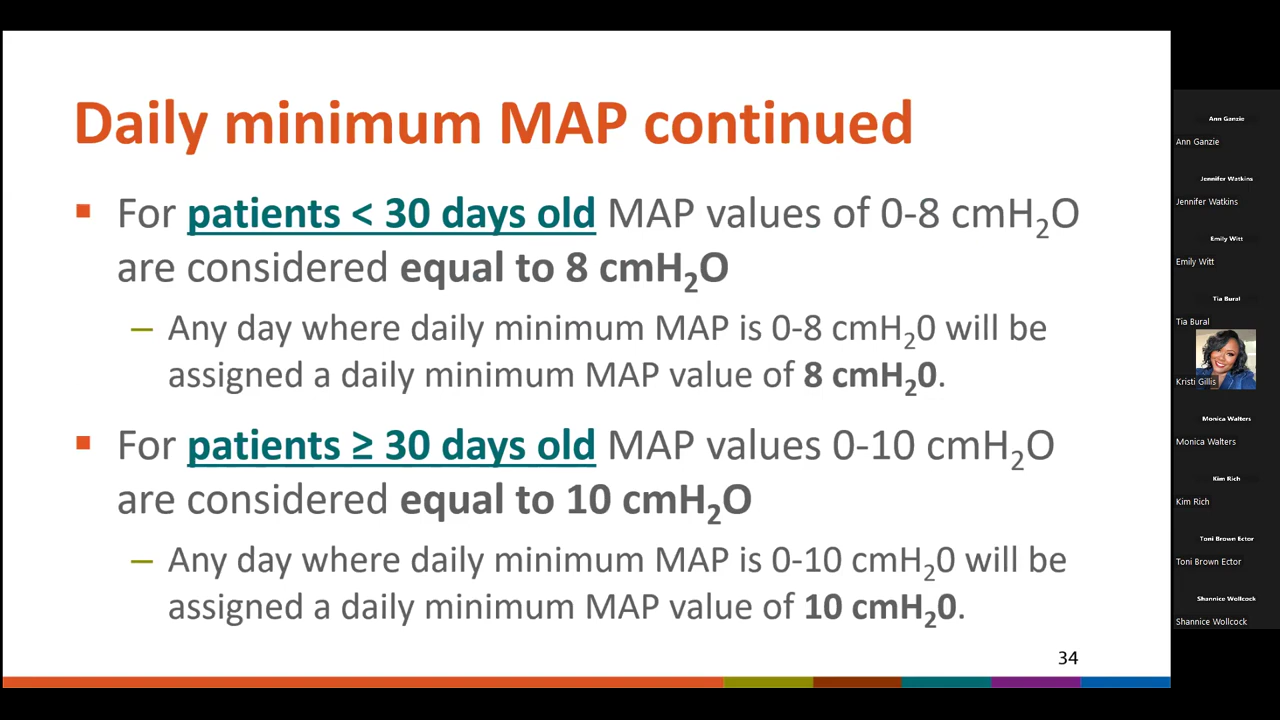 Daily minimum MAP continued
▪ For patients < 30 days old MAP values of 0-8 cmH₂O
are considered equal to 8 cmH₂O
– Any day where daily minimum MAP is 0-8 cmH₂0 will be
assigned a daily minimum MAP value of 8 cmH₂0.
▪ For patients ≥ 30 days old MAP values 0-10 cmH₂O
are considered equal to 10 cmH₂O
– Any day where daily minimum MAP is 0-10 cmH₂0 will be
assigned a daily minimum MAP value of 10 cmH₂0.
34
Ann Ganzie
Ann Ganzie
Jennifer Watkins
Jennifer Watkins
Emily Witt
Emily Witt
Tia Bural
Tia Bural
Kristi Gillis
Monica Walters
Monica Walters
Kim Rich
Kim Rich
Toni Brown Ector
Toni Brown Ector
Shannice Wollcock
Shannice Wollcock